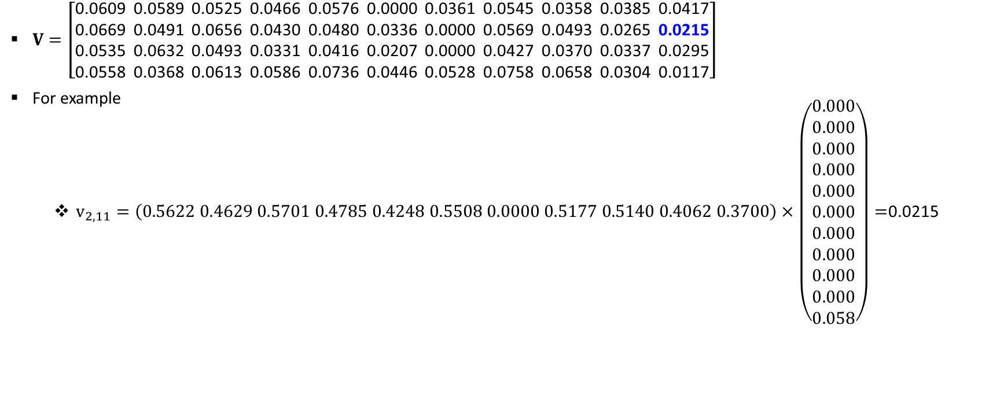 0.0609 0.0589 0.0525 0.0466 0.0576 0.0000 0.0361 0.0545 0.0358 0.0385 0.0417
0.0669 0.0491 0.0656 0.0430 0.0480 0.0336 0.0000 0.0569 0.0493 0.0265 0.0215
▪ V =
0.0535 0.0632 0.0493 0.0331 0.0416 0.0207 0.0000 0.0427 0.0370 0.0337 0.0295
0.0558 0.0368 0.0613 0.0586 0.0736 0.0446 0.0528 0.0758 0.0658 0.0304 0.0117
▪ For example
0.000
0.000
0.000
0.000
0.000
❖ v2,11 = (0.5622 0.4629 0.5701 0.4785 0.4248 0.5508 0.0000 0.5177 0.5140 0.4062 0.3700) × 0.000 =0.0215
0.000
0.000
0.000
0.000
0.058